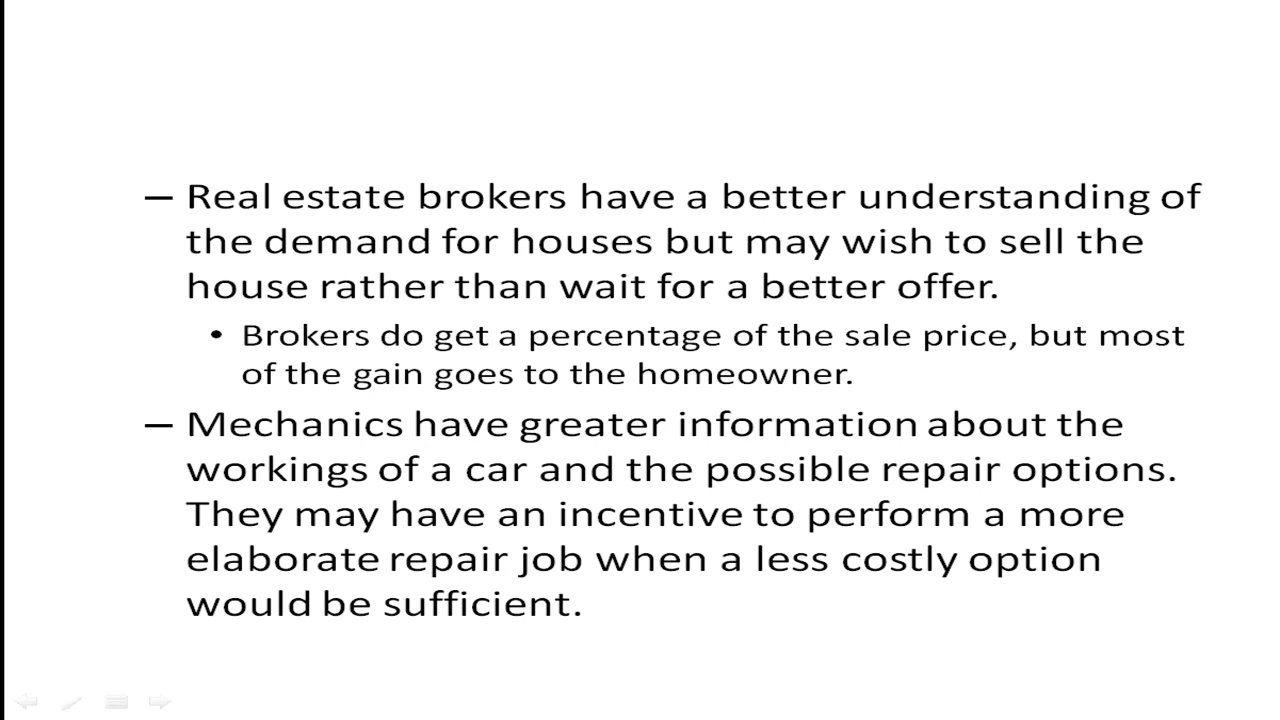 – Real estate brokers have a better understanding of
the demand for houses but may wish to sell the
house rather than wait for a better offer.
• Brokers do get a percentage of the sale price, but most
of the gain goes to the homeowner.
– Mechanics have greater information about the
workings of a car and the possible repair options.
They may have an incentive to perform a more
elaborate repair job when a less costly option
would be sufficient.